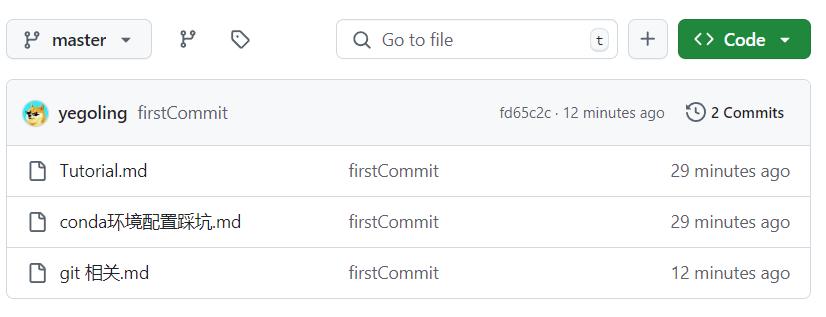 master Go to file t Code
yegoling firstCommit fd65c2c · 12 minutes ago 2 Commits
Tutorial.md firstCommit 29 minutes ago
conda环境配置踩坑.md firstCommit 29 minutes ago
git 相关.md firstCommit 12 minutes ago